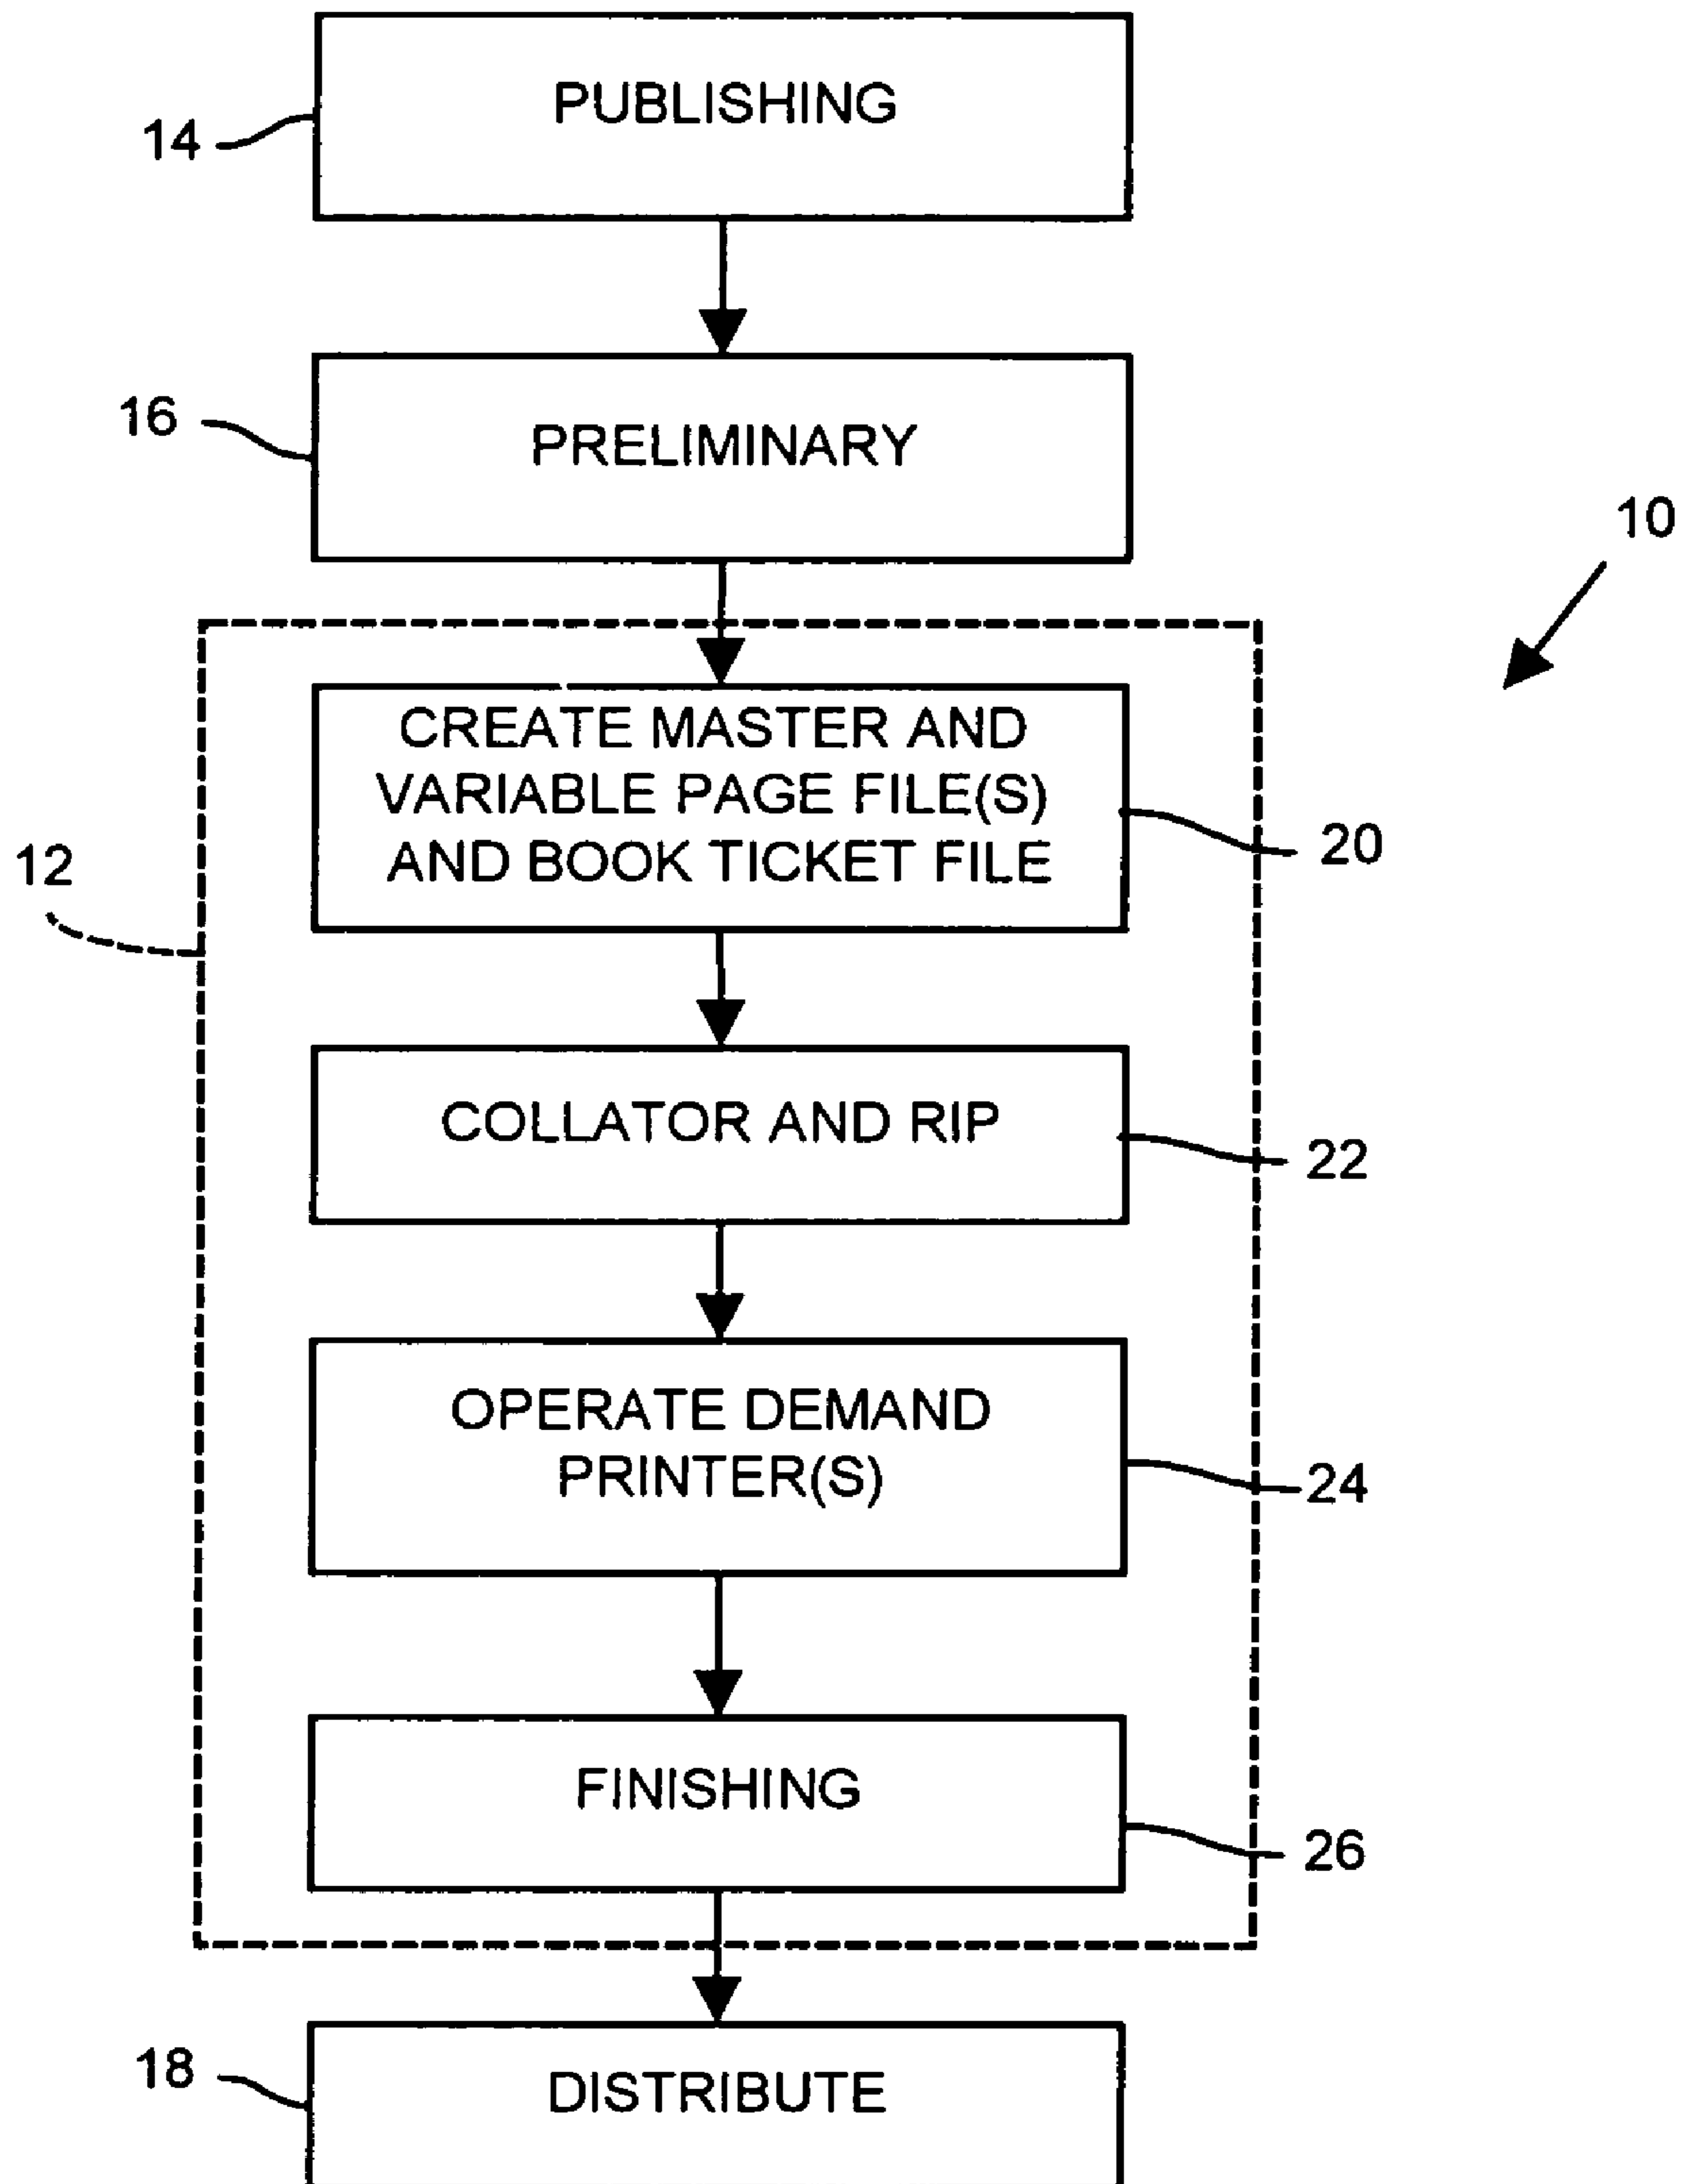 PUBLISHING
14
PRELIMINARY
16
10
CREATE MASTER AND
VARIABLE PAGE FILE(S)
AND BOOK TICKET FILE
20
12
COLLATOR AND RIP
22
OPERATE DEMAND
PRINTER(S)
24
FINISHING
26
DISTRIBUTE
18